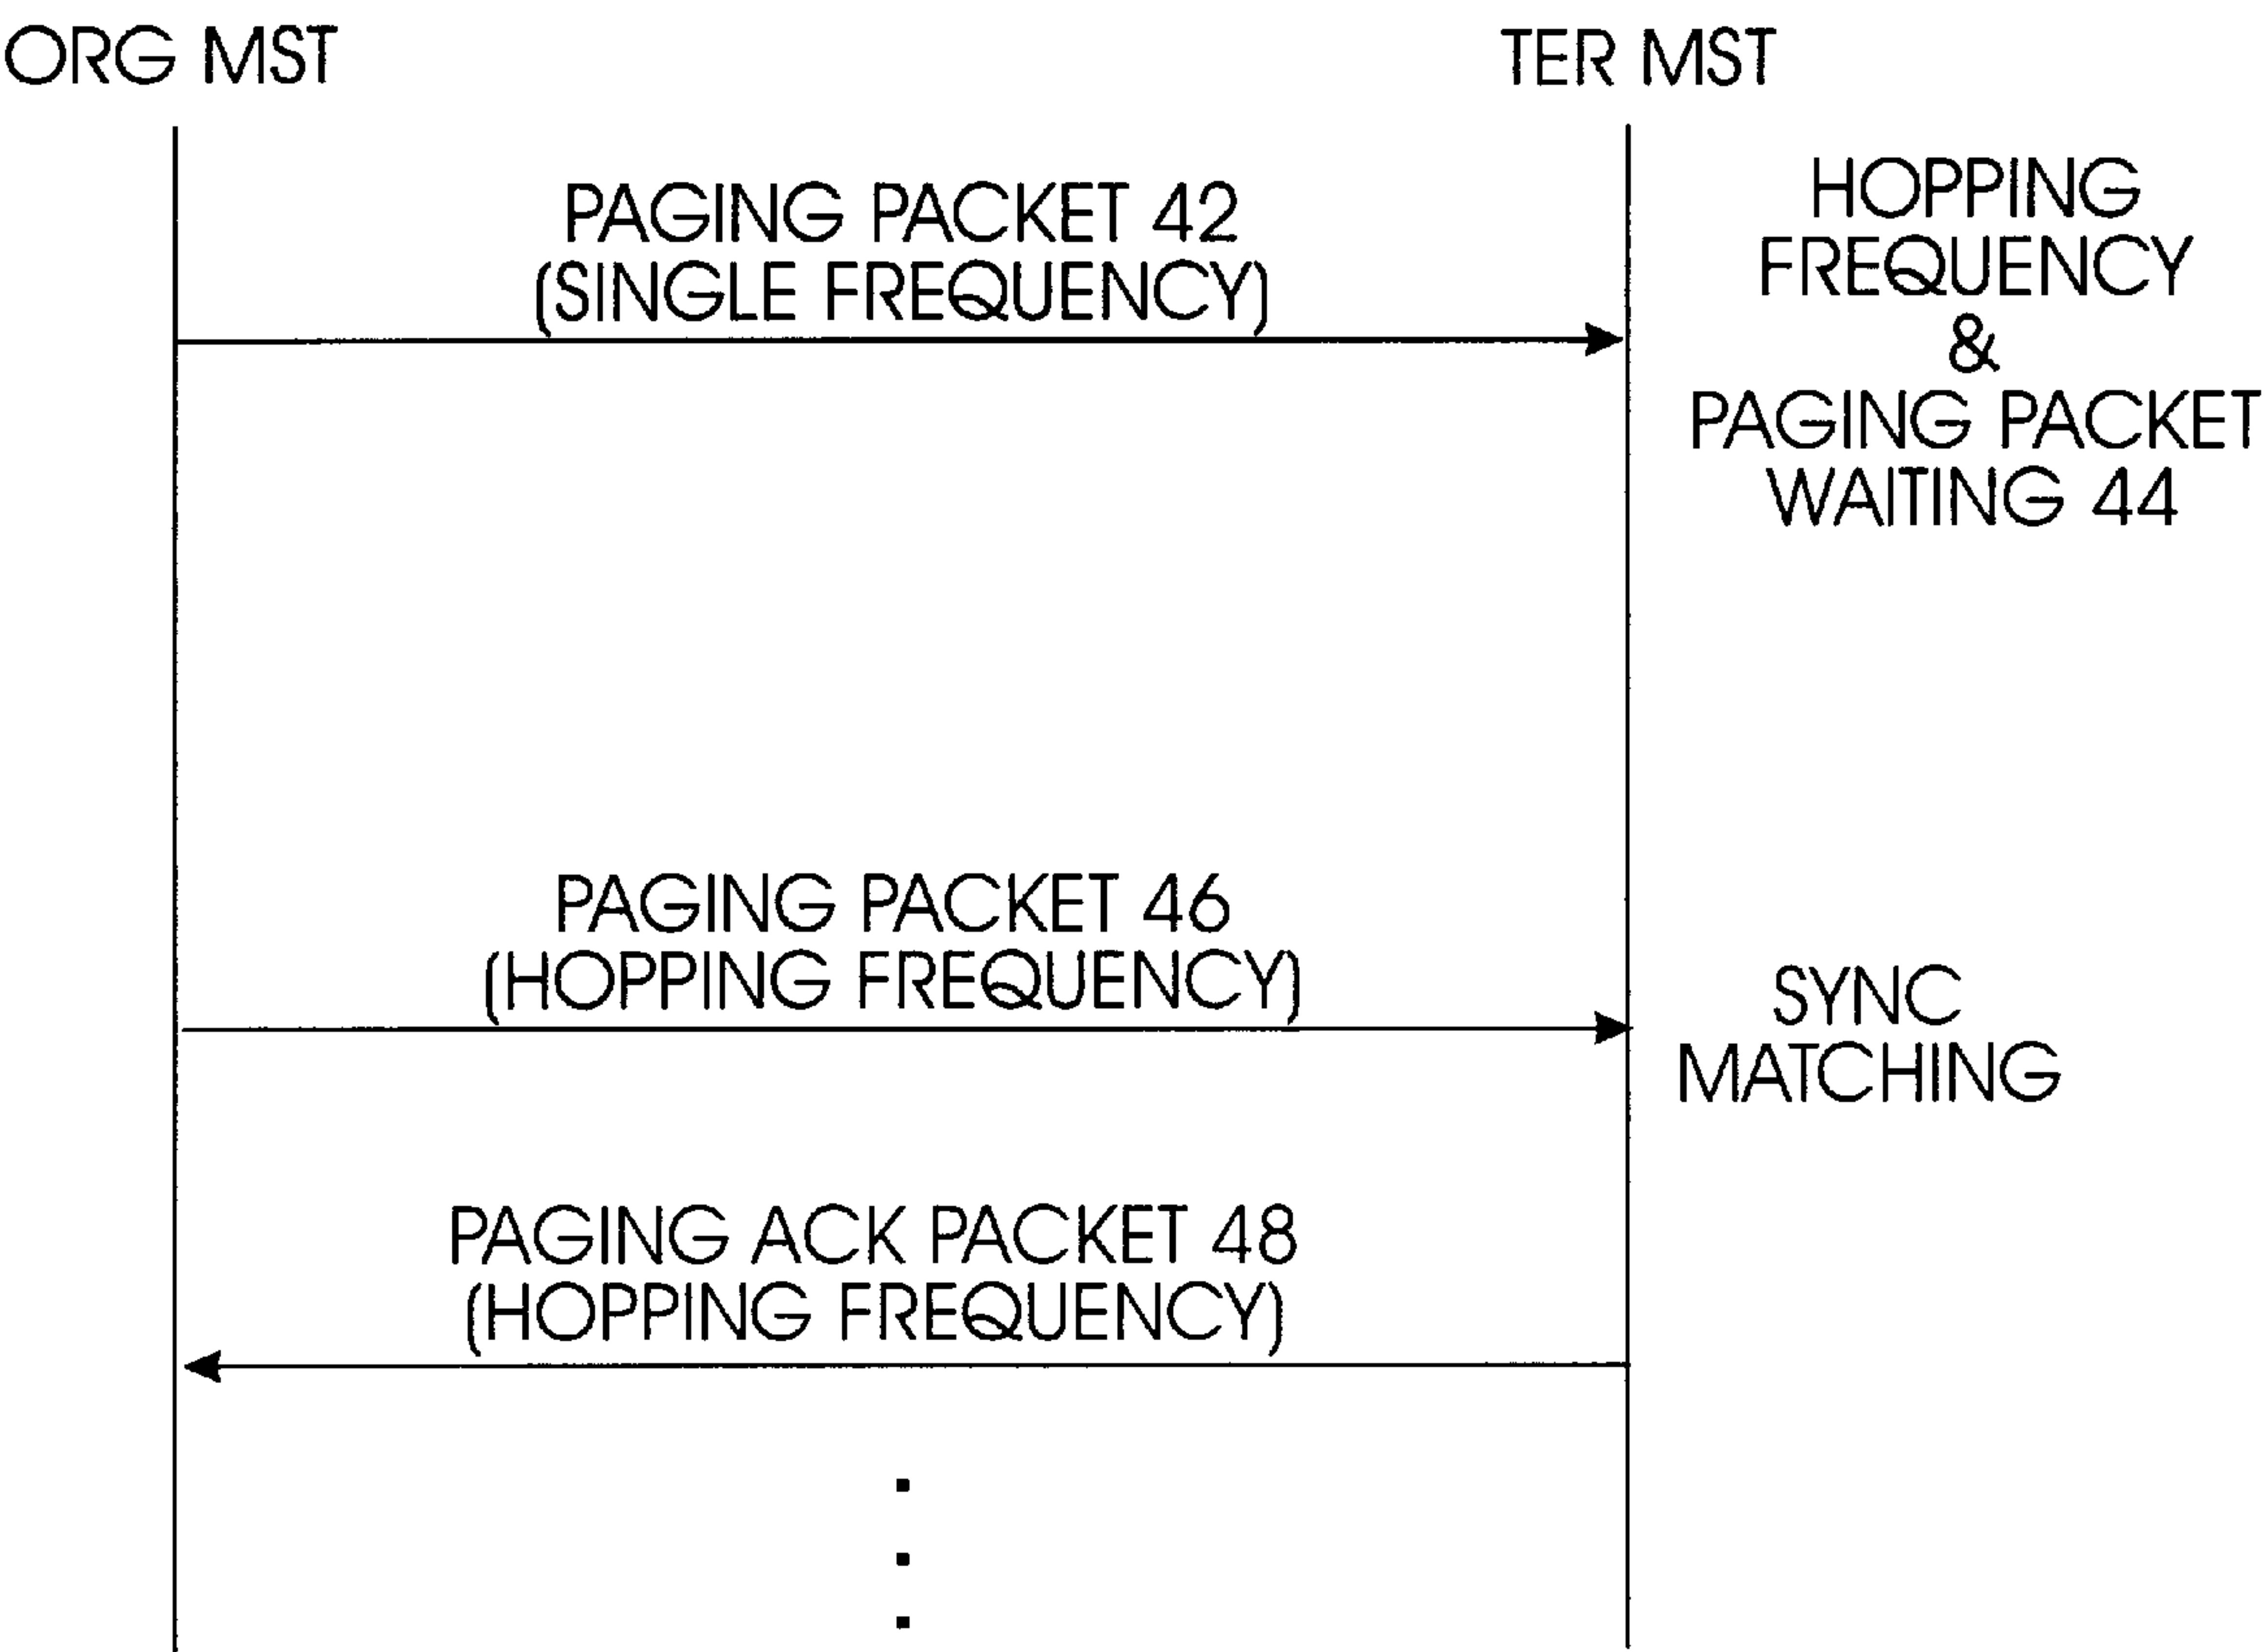 ORG MST
TER MST
PAGING PACKET 42
(SINGLE FREQUENCY)
HOPPING
FREQUENCY
&
PAGING PACKET
WAITING 44
PAGING PACKET 46
(HOPPING FREQUENCY)
SYNC
MATCHING
PAGING ACK PACKET 48
(HOPPING FREQUENCY)